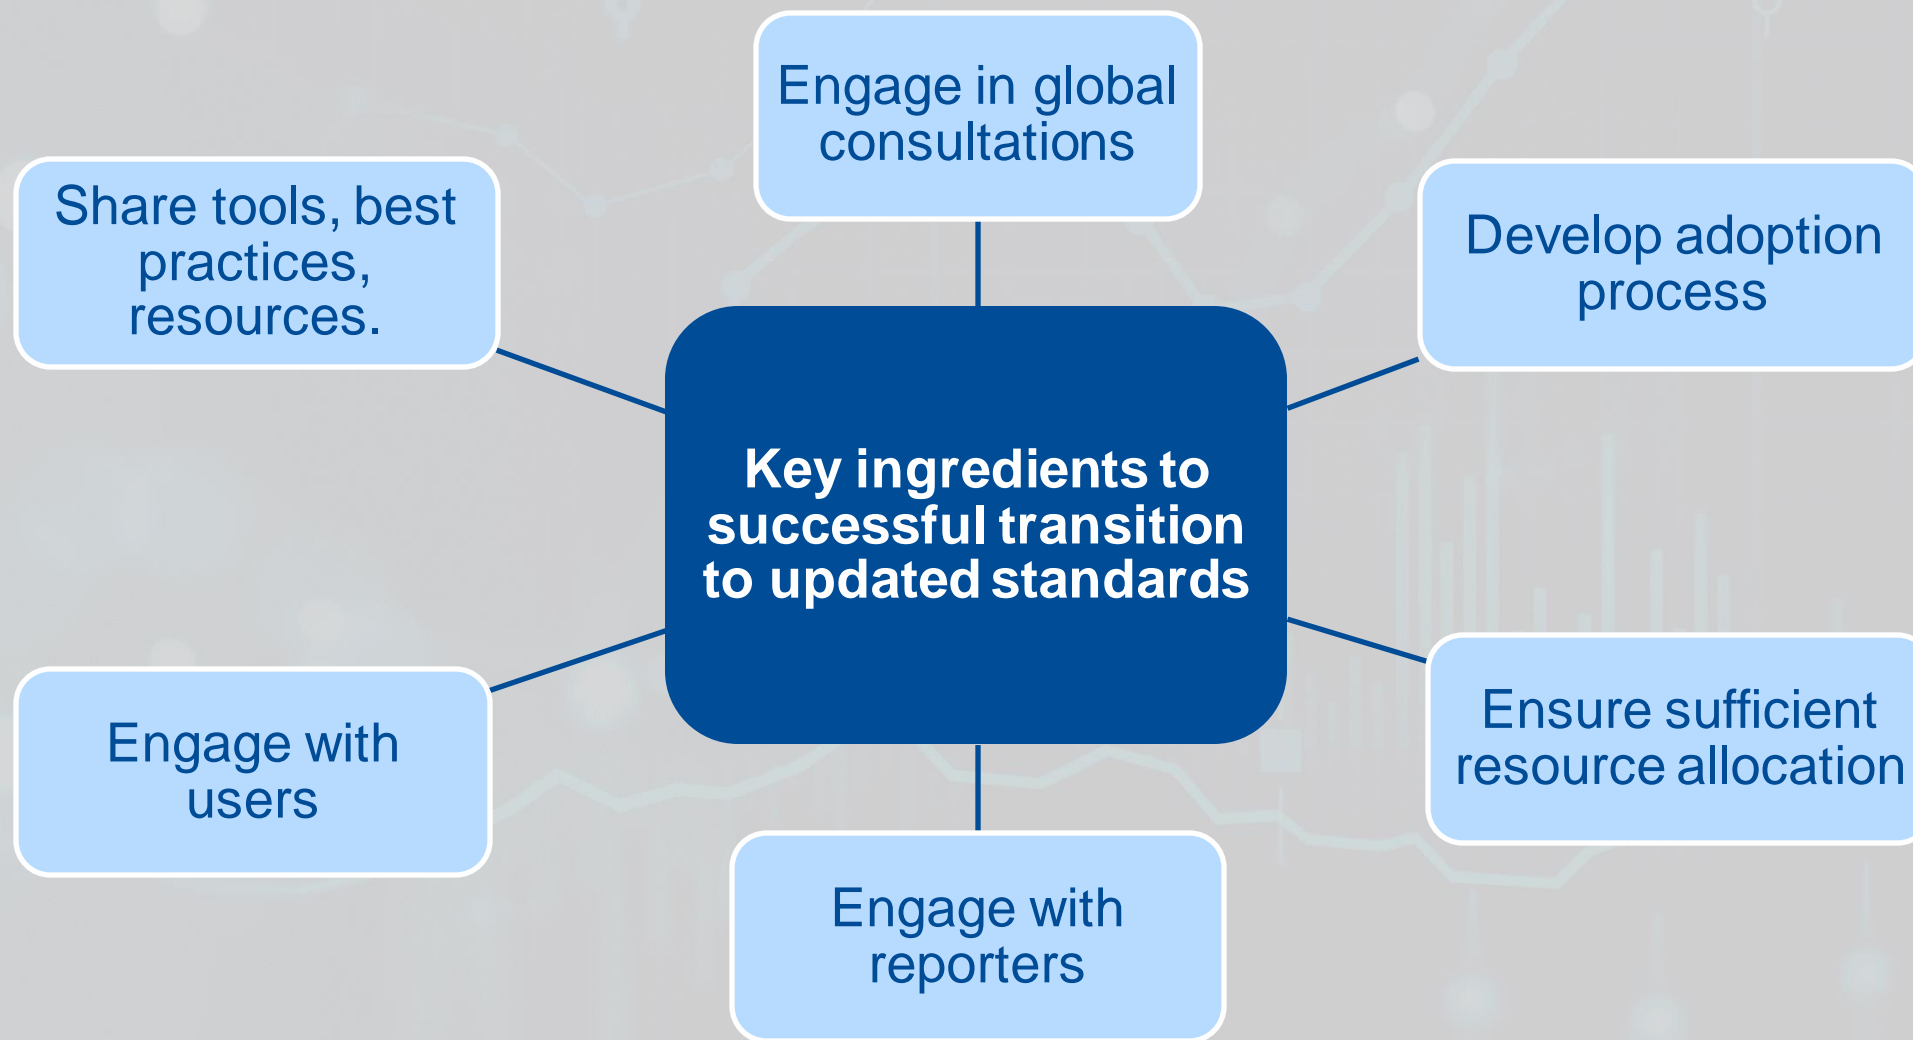 Engage in global
consultations
Share tools, best
practices,
resources.
Develop adoption
process
Key ingredients to
successful transition
to updated standards
Ensure sufficient
resource allocation
Engage with
users
Engage with
reporters